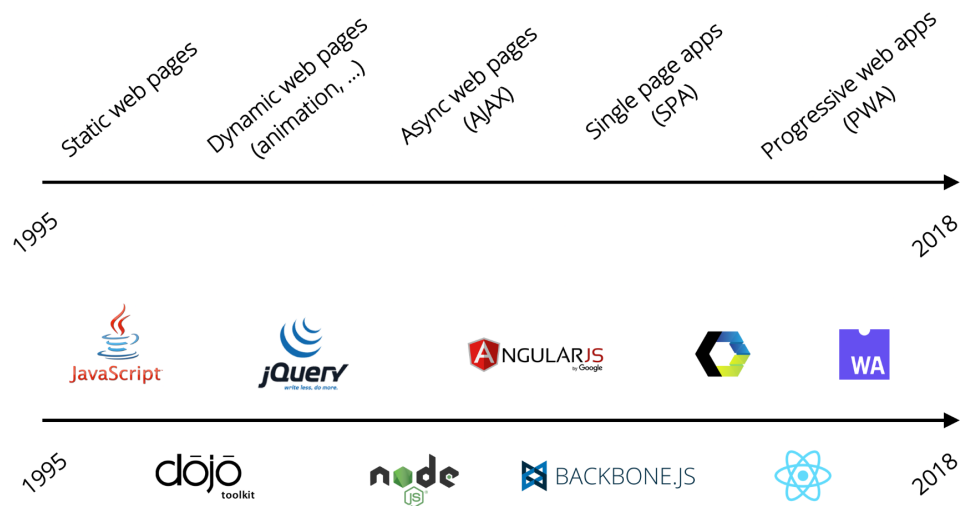 Static web pages
Dynamic web pages
(animation, ...)
Async web pages
(AJAX)
Single page apps
(SPA)
Progressive web apps
(PWA)
1995
2018
JavaScript
jQuery
write less, do more.
ANGULARJS
by Google
WA
1995
2018
dōjō
toolkit
node
JS
BACKBONE.JS